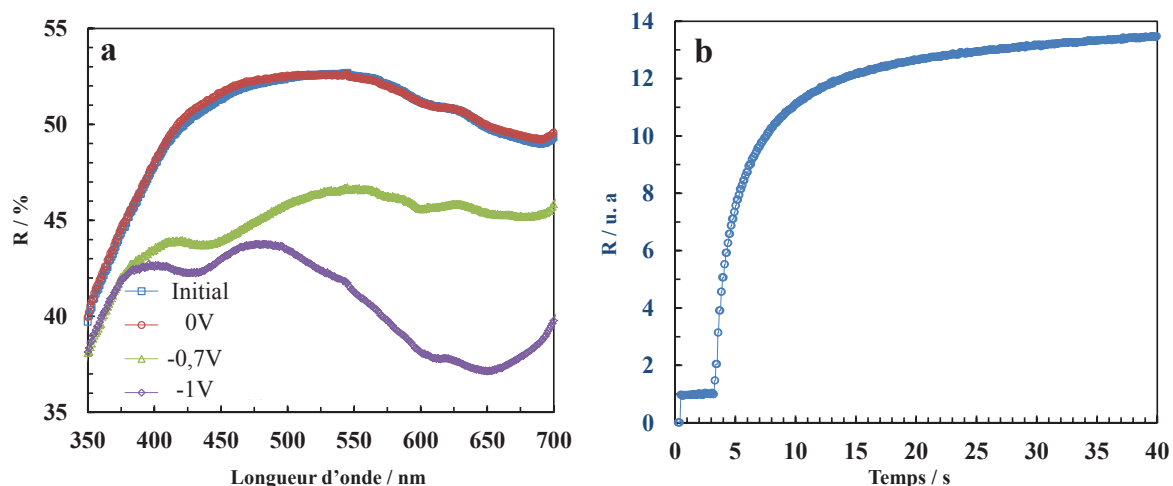 a
55
50
45
40
35
R / %
Initial
0V
-0,7V
-1V
350 400 450 500 550 600 650 700
Longueur d'onde / nm
b
14
12
10
8
6
4
2
0
R / u. a
0 5 10 15 20 25 30 35 40
Temps / s